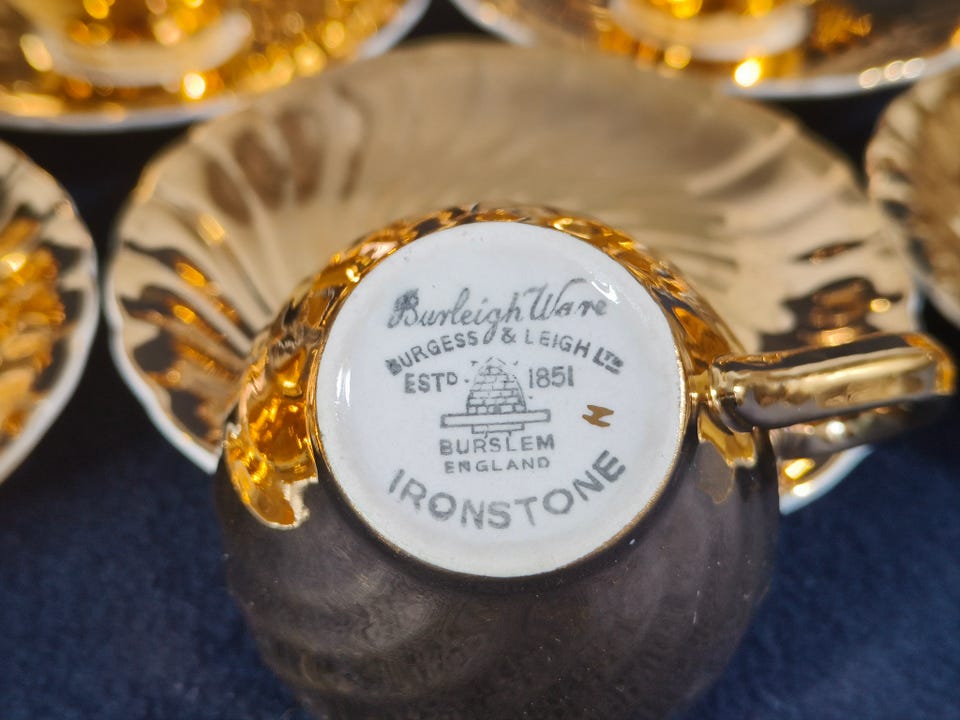 Burleigh Ware
BURGESS & LEIGH LTD
ESTD. 1851
BURSLEM
ENGLAND
IRONSTONE